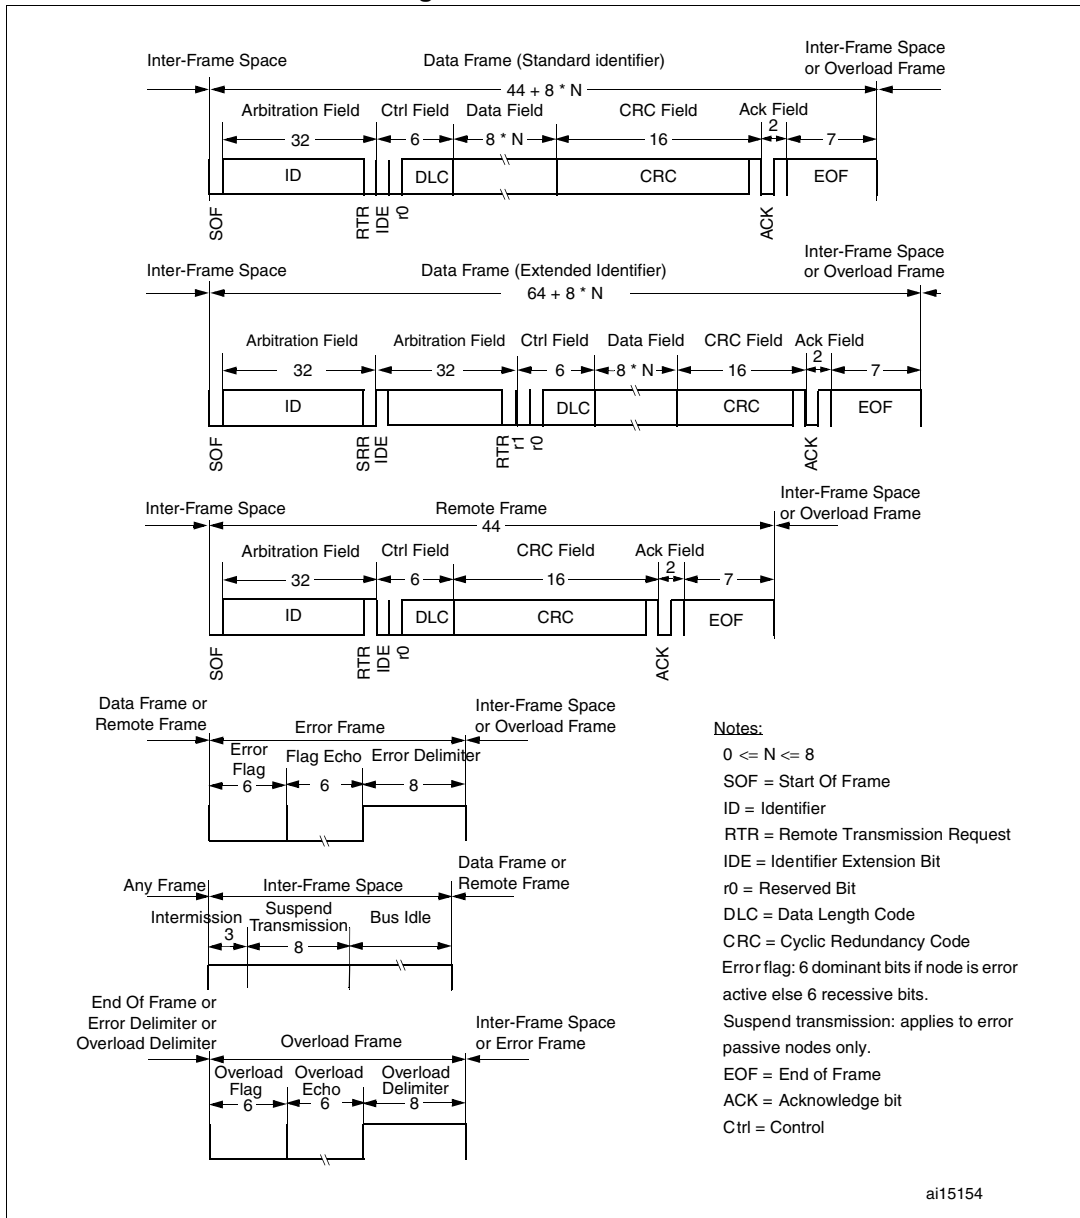 Inter-Frame Space
Data Frame (Standard identifier)
Inter-Frame Space
or Overload Frame
44 + 8 * N
Arbitration Field
Ctrl Field
Data Field
CRC Field
Ack Field
32
6
8 * N
16
2
7
ID
DLC
CRC
EOF
SOF
RTR
IDE
r0
ACK
Inter-Frame Space
Data Frame (Extended Identifier)
Inter-Frame Space
or Overload Frame
64 + 8 * N
Arbitration Field
Arbitration Field
Ctrl Field
Data Field
CRC Field
Ack Field
32
32
6
8 * N
16
2
7
ID
DLC
CRC
EOF
SOF
SRR
IDE
RTR
r1
r0
ACK
Inter-Frame Space
Remote Frame
Inter-Frame Space
or Overload Frame
44
Arbitration Field
Ctrl Field
CRC Field
Ack Field
32
6
16
2
7
ID
DLC
CRC
EOF
SOF
RTR
IDE
r0
ACK
Data Frame or
Remote Frame
Error Frame
Inter-Frame Space
or Overload Frame
Error
Flag
Flag Echo
Error Delimiter
6
6
8
Any Frame
Inter-Frame Space
Data Frame or
Remote Frame
Intermission
3
Suspend
Transmission
8
Bus Idle
End Of Frame or
Error Delimiter or
Overload Delimiter
Overload Frame
Inter-Frame Space
or Error Frame
Overload
Flag
Overload
Echo
Overload
Delimiter
6
6
8
Notes:
0 <= N <= 8
SOF = Start Of Frame
ID = Identifier
RTR = Remote Transmission Request
IDE = Identifier Extension Bit
r0 = Reserved Bit
DLC = Data Length Code
CRC = Cyclic Redundancy Code
Error flag: 6 dominant bits if node is error
active else 6 recessive bits.
Suspend transmission: applies to error
passive nodes only.
EOF = End of Frame
ACK = Acknowledge bit
Ctrl = Control
ai15154